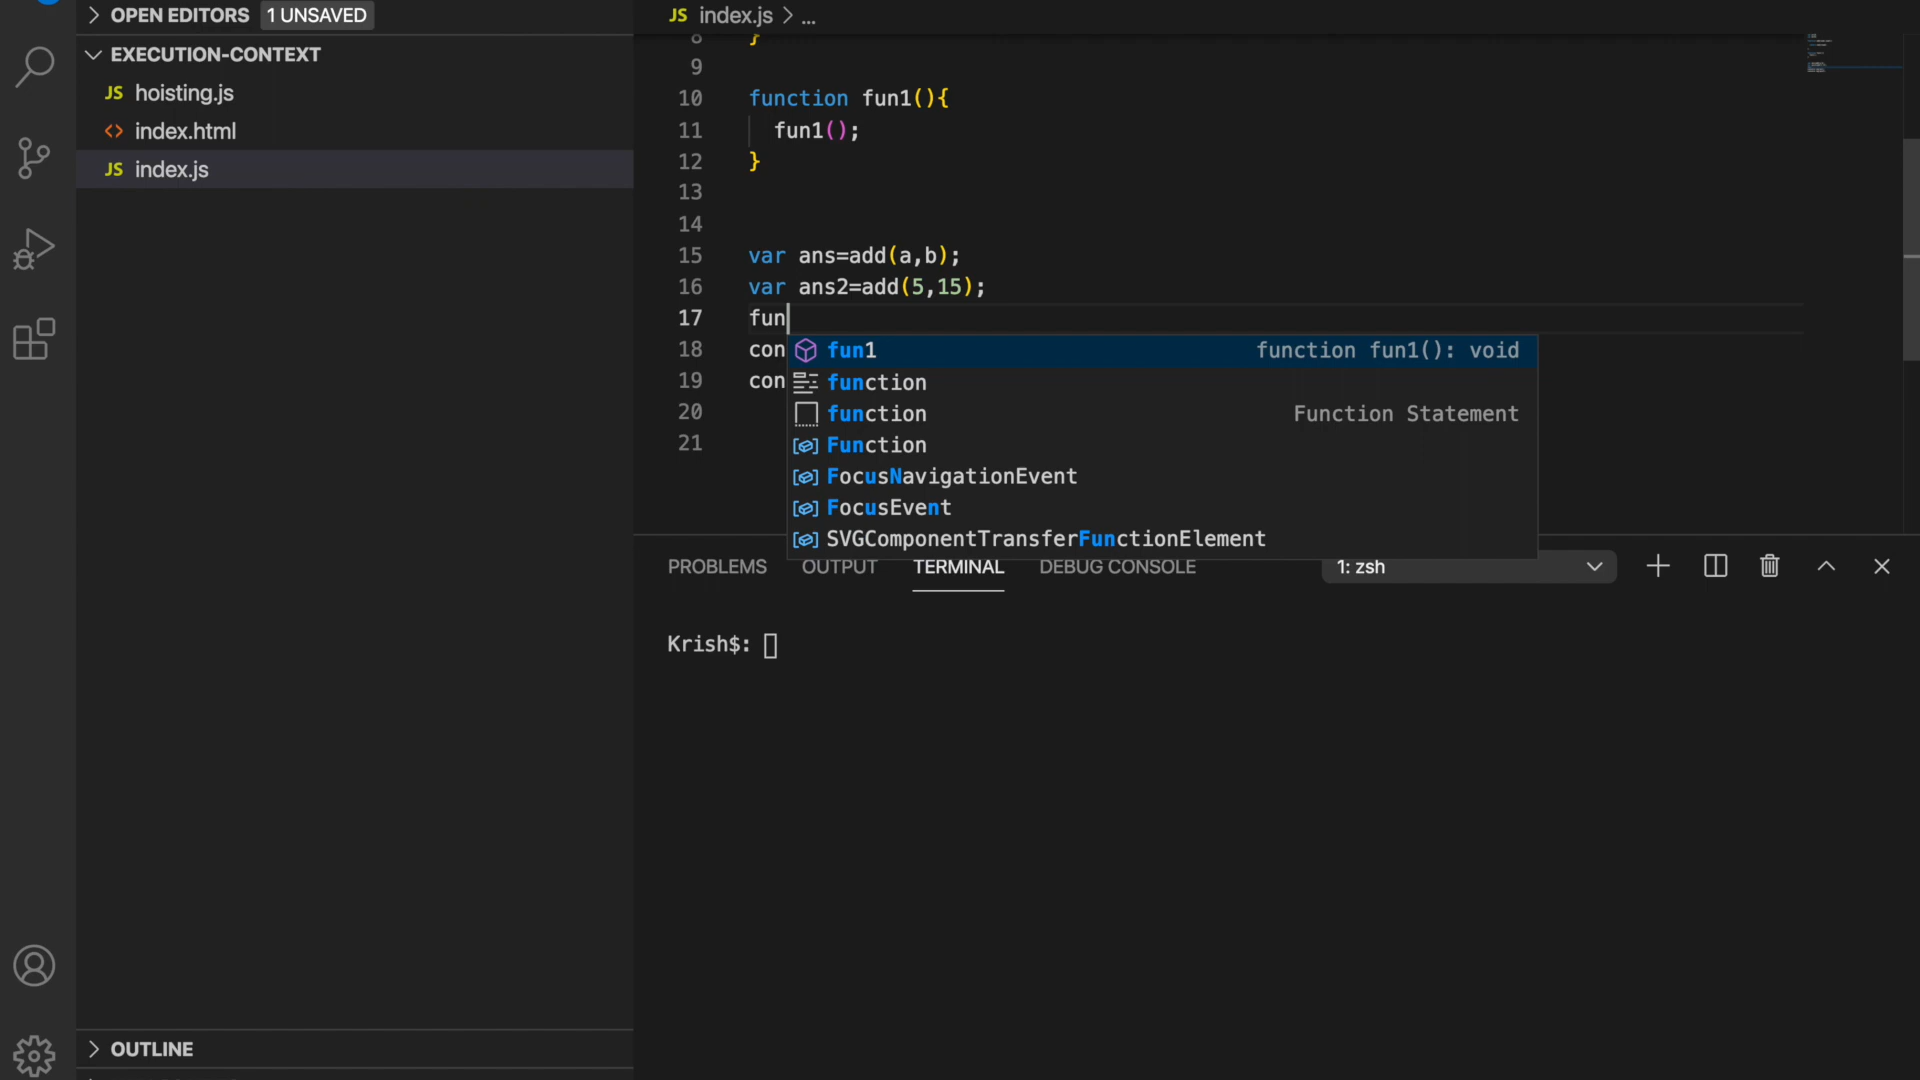 OPEN EDITORS 1 UNSAVED
EXECUTION-CONTEXT
JS hoisting.js
<> index.html
JS index.js
OUTLINE
JS index.js > ...
8 }
9
10 function fun1(){
11 fun1();
12 }
13
14
15 var ans=add(a,b);
16 var ans2=add(5,15);
17 fun
18 con
19 con
20
21
fun1 function fun1(): void
function
function Function Statement
Function
FocusNavigationEvent
FocusEvent
SVGComponentTransferFunctionElement
PROBLEMS OUTPUT TERMINAL DEBUG CONSOLE 1: zsh
Krish$: